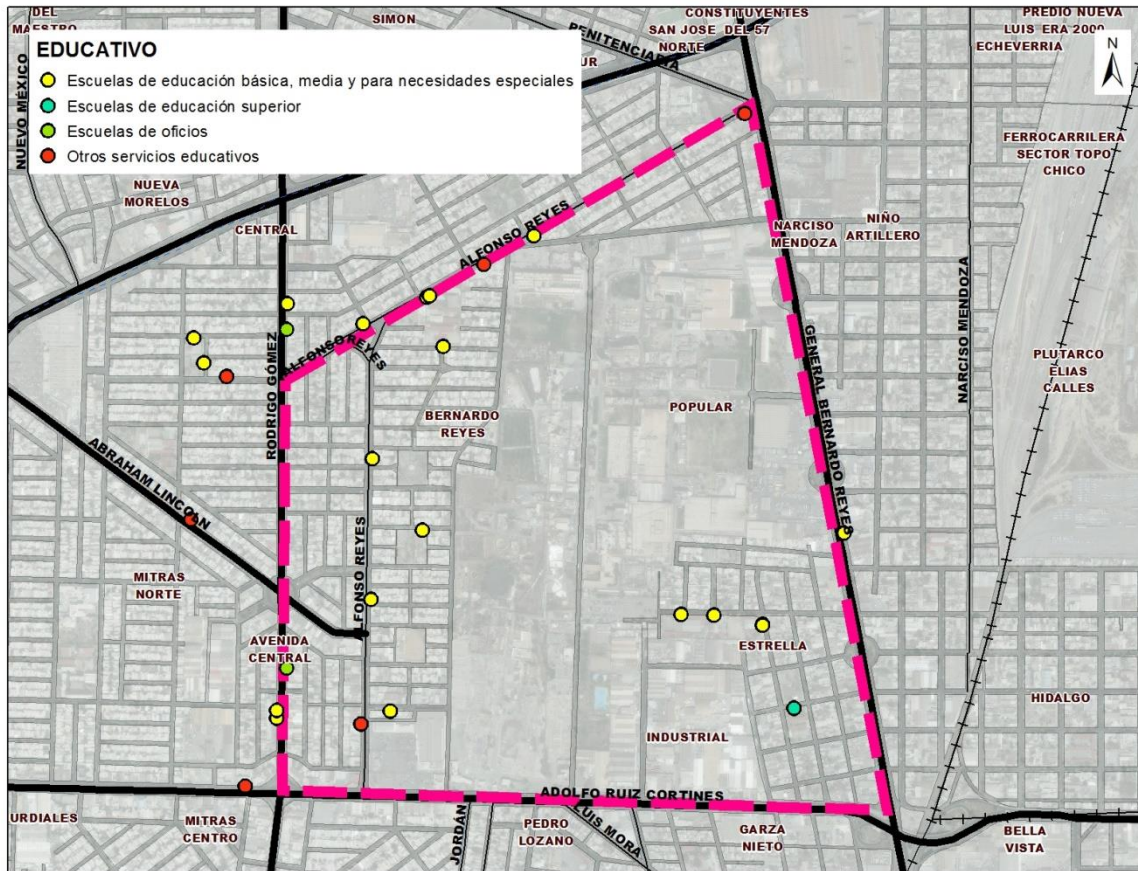 DEL
MAESTRO
SIMON
CONSTITUYENTES
SAN JOSE DEL 57
NORTE
PREDIO NUEVA
LUIS ERA 2000
ECHEVERRIA
PENITENCIARIA
UR
N
EDUCATIVO
Escuelas de educación básica, media y para necesidades especiales
Escuelas de educación superior
Escuelas de oficios
Otros servicios educativos
NUEVO MÉXICO
FERROCARRILERA
SECTOR TOPO
CHICO
NUEVA
MORELOS
CENTRAL
ALFONSO REYES
NARCISO
MENDOZA
NIÑO
ARTILLERO
NARCISO MENDOZA
ALFONSO REYES
RODRIGO GÓMEZ
GENERAL BERNARDO REYES
PLUTARCO
ELIAS
CALLES
BERNARDO
REYES
POPULAR
ABRAHAM LINCOLN
LFONSO REYES
MITRAS
NORTE
AVENIDA
CENTRAL
ESTRELLA
HIDALGO
INDUSTRIAL
ADOLFO RUIZ CORTINES
URDIALES
MITRAS
CENTRO
JORDÁN
PEDRO
LOZANO
LUIS MORA
GARZA
NIETO
BELLA
VISTA